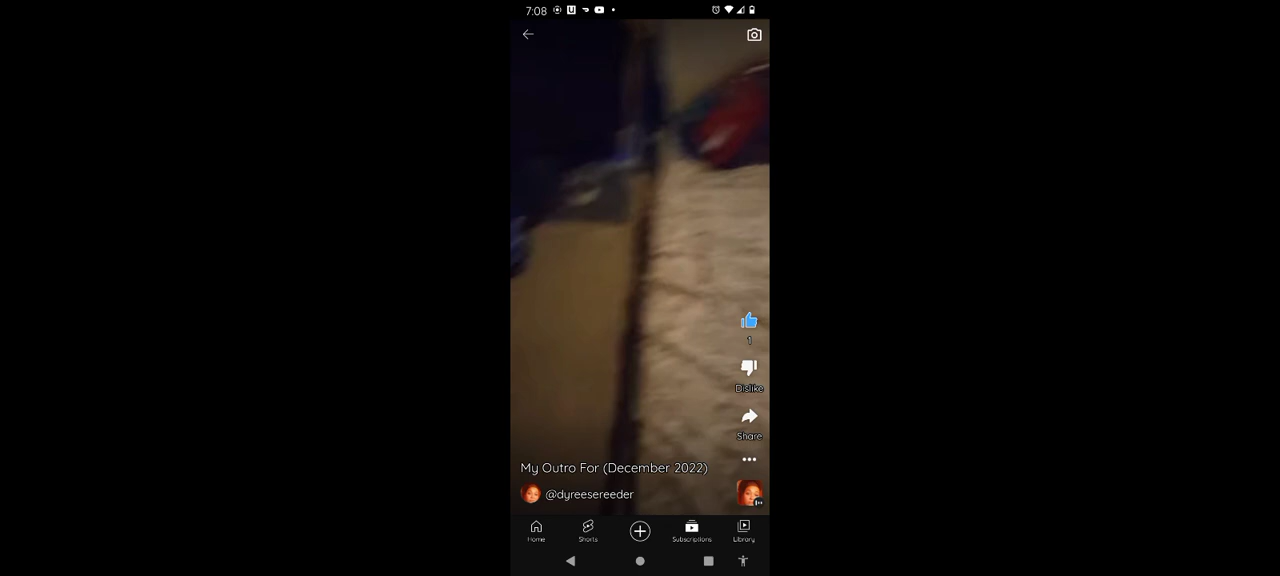 7:08
1
Dislike
Share
My Outro For (December 2022)
@dyreesereeder
Home
Shorts
Subscriptions
Library